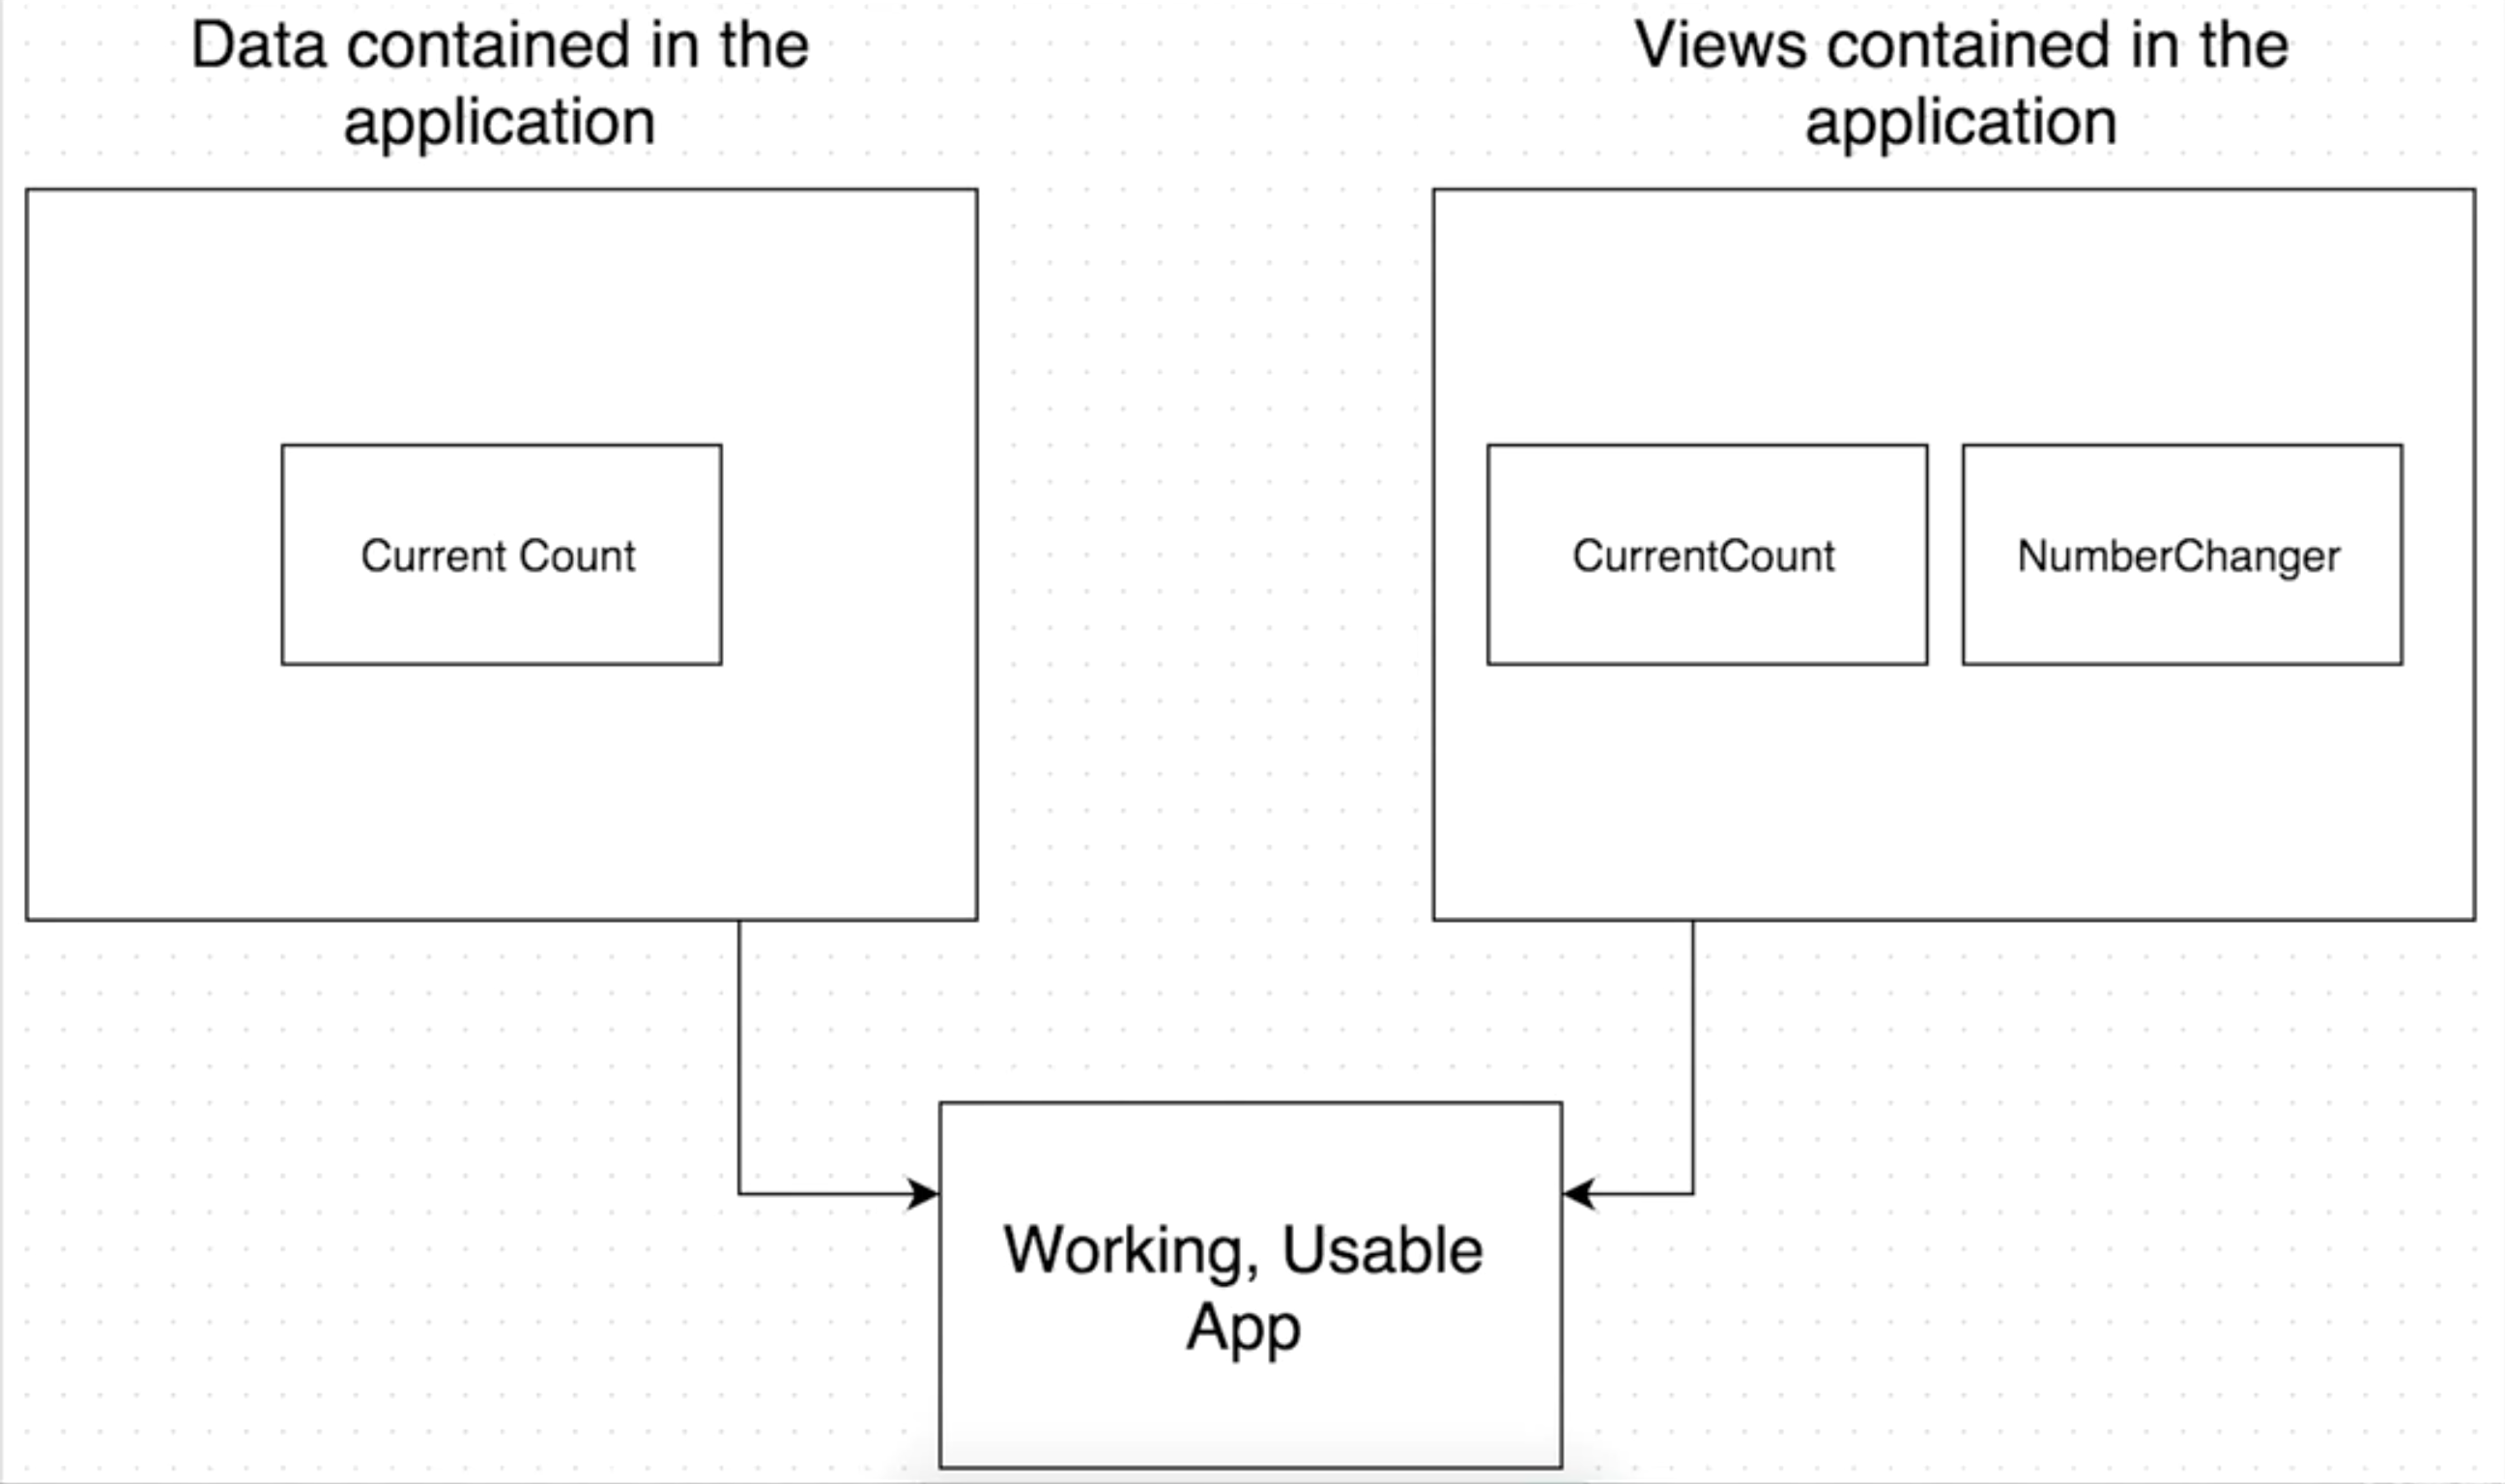 Data contained in the
application
Views contained in the
application
Current Count
CurrentCount
NumberChanger
Working, Usable
App